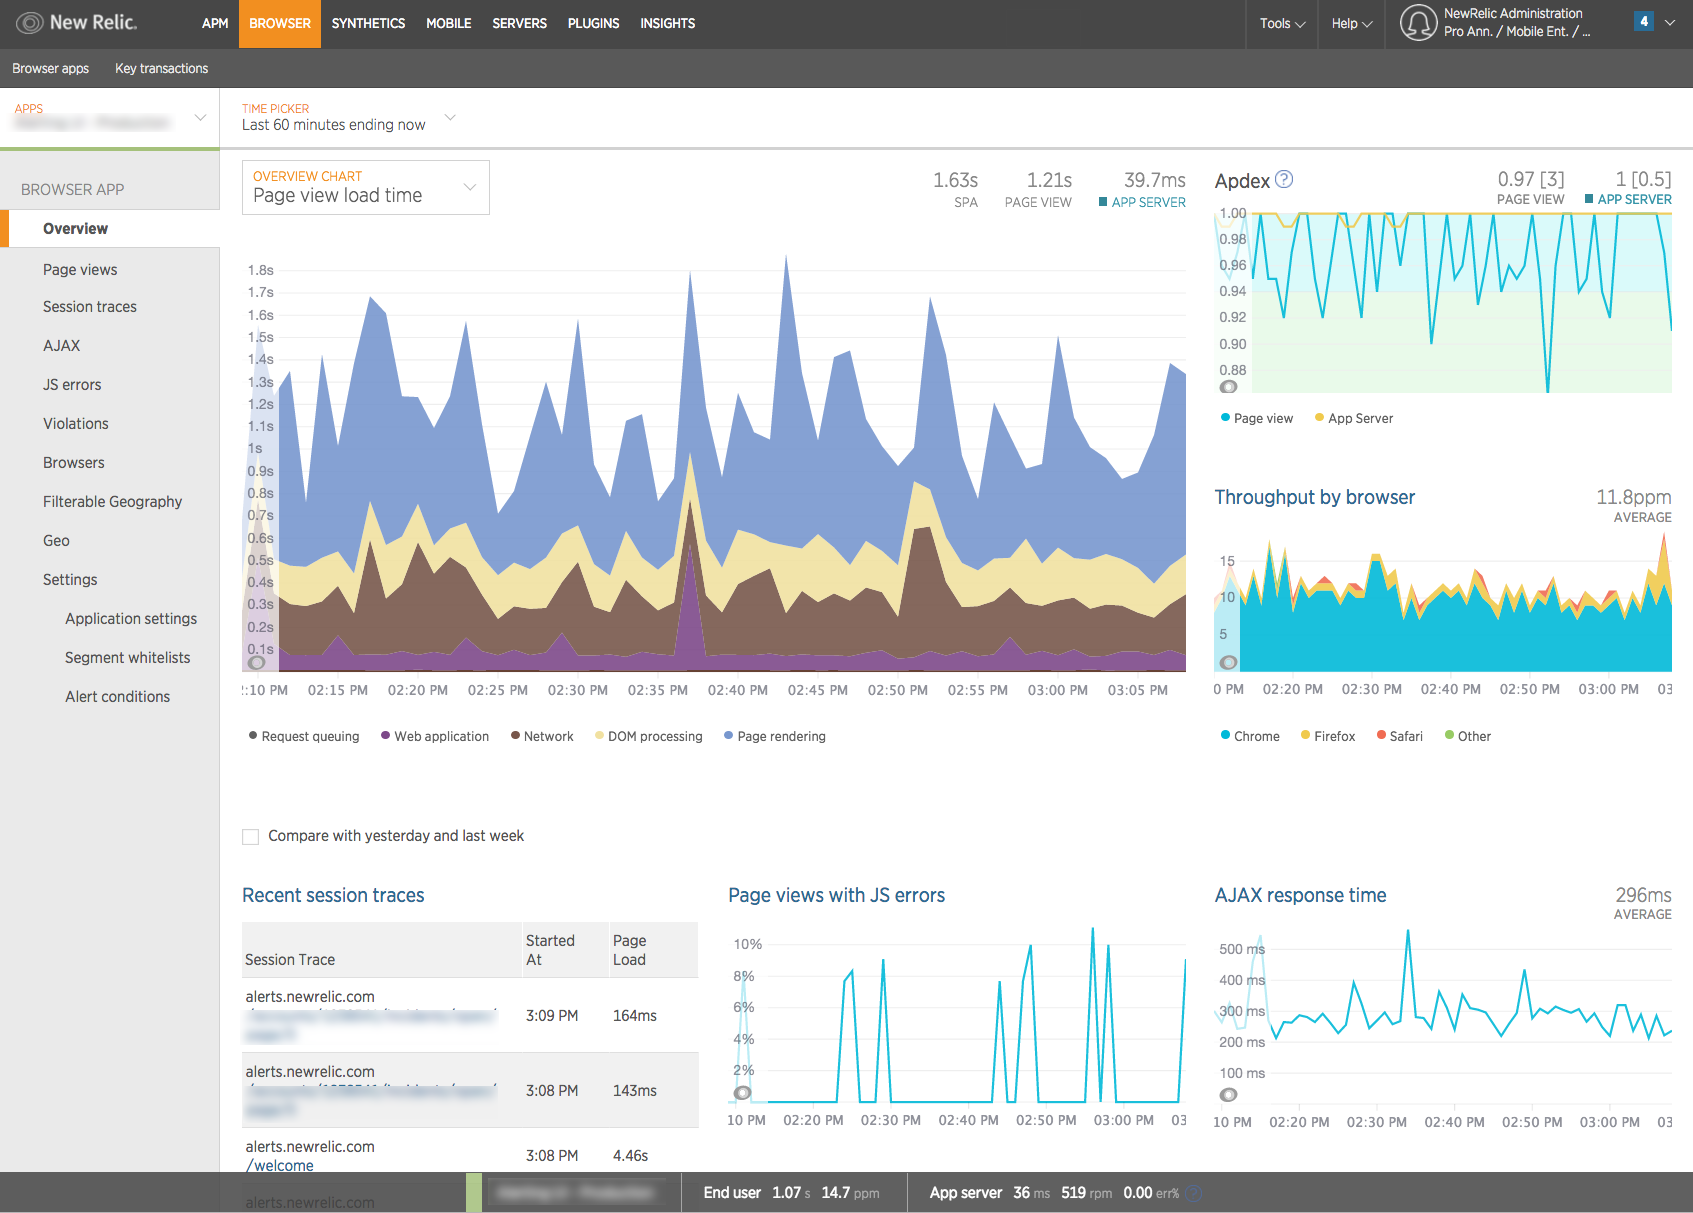 New Relic.
APM BROWSER SYNTHETICS MOBILE SERVERS PLUGINS INSIGHTS
Tools
Help
NewRelic Administration
Pro Ann. / Mobile Ent. / ...
4
Browser apps Key transactions
APPS
TIME PICKER
Last 60 minutes ending now
BROWSER APP
Overview
Page views
Session traces
AJAX
JS errors
Violations
Browsers
Filterable Geography
Geo
Settings
Application settings
Segment whitelists
Alert conditions
OVERVIEW CHART
Page view load time
1.63s 1.21s 39.7ms
SPA PAGE VIEW APP SERVER
1.8s
1.7s
1.6s
1.5s
1.4s
1.3s
1.2s
1.1s
1s
0.9s
0.8s
0.7s
0.6s
0.5s
0.4s
0.3s
0.2s
0.1s
:10 PM 02:15 PM 02:20 PM 02:25 PM 02:30 PM 02:35 PM 02:40 PM 02:45 PM 02:50 PM 02:55 PM 03:00 PM 03:05 PM
Request queuing Web application Network DOM processing Page rendering
Apdex ?
0.97 [3] 1 [0.5]
PAGE VIEW APP SERVER
1.00
0.98
0.96
0.94
0.92
0.90
0.88
Page view App Server
Throughput by browser
11.8ppm
AVERAGE
15
10
5
0 PM 02:20 PM 02:30 PM 02:40 PM 02:50 PM 03:00 PM 03
Chrome Firefox Safari Other
Compare with yesterday and last week
Recent session traces
Session Trace
Started
At
Page
Load
alerts.newrelic.com
3:09 PM 164ms
alerts.newrelic.com
3:08 PM 143ms
alerts.newrelic.com
/welcome
3:08 PM 4.46s
alerts.newrelic.com
Page views with JS errors
10%
8%
6%
4%
2%
10 PM 02:20 PM 02:30 PM 02:40 PM 02:50 PM 03:00 PM 03
AJAX response time
296ms
AVERAGE
500 ms
400 ms
300 ms
200 ms
100 ms
10 PM 02:20 PM 02:30 PM 02:40 PM 02:50 PM 03:00 PM 03
End user 1.07 s 14.7 ppm
App server 36 ms 519 rpm 0.00 err% ?